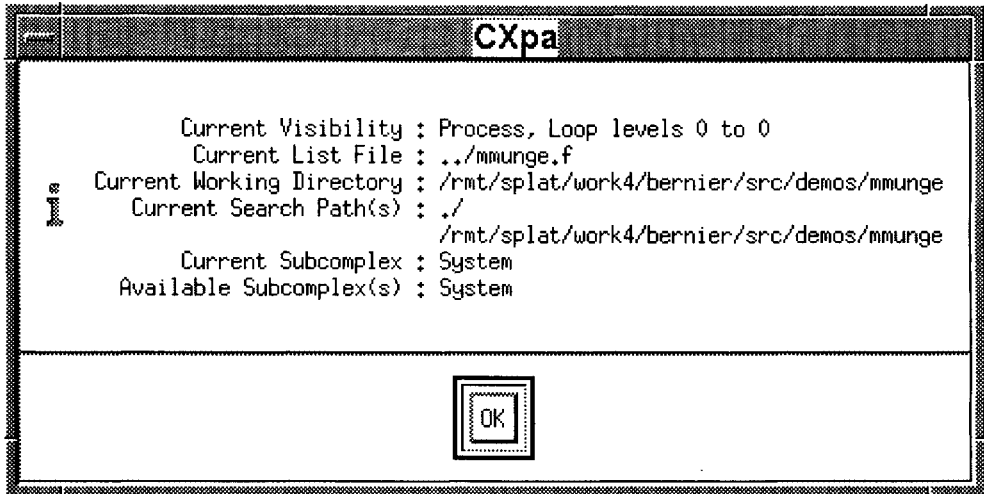 CXpa
Current Visibility : Process, Loop levels 0 to 0
Current List File : ../mmunge.f
Current Working Directory : /rmt/splat/work4/bernier/src/demos/mmunge
Current Search Path(s) : ./
/rmt/splat/work4/bernier/src/demos/mmunge
Current Subcomplex : System
Available Subcomplex(s) : System
OK